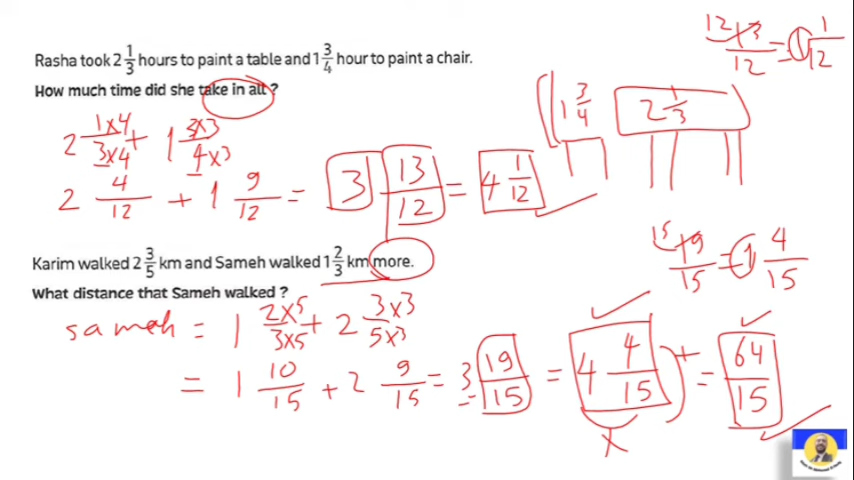 Rasha took 2 1/3 hours to paint a table and 1 3/4 hour to paint a chair.
How much time did she take in all ?
12 13/12 = 1 1/12
1 3/4
2 1/3
2 1x4/3x4 + 1 3x3/4x3
2 4/12 + 1 9/12 = 3 13/12 = 4 1/12
Karim walked 2 3/5 km and Sameh walked 1 2/3 km more.
What distance that Sameh walked ?
15 19/15 = 1 4/15
sameh = 1 2x5/3x5 + 2 3x3/5x3
= 1 10/15 + 2 9/15 = 3 19/15 = 4 4/15 = 64/15
+
x